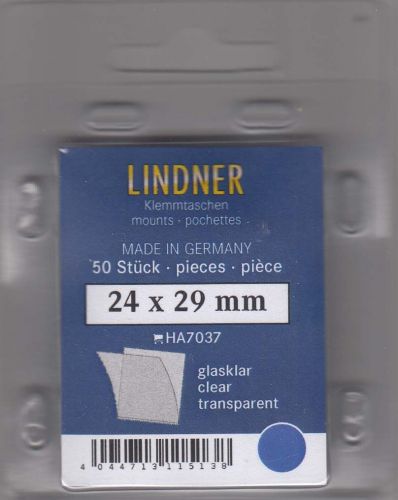 LINDNER
Klemmtaschen
mounts · pochettes
MADE IN GERMANY
50 Stück · pieces · pièce
24 x 29 mm
HA7037
glasklar
clear
transparent
4 044713 115138